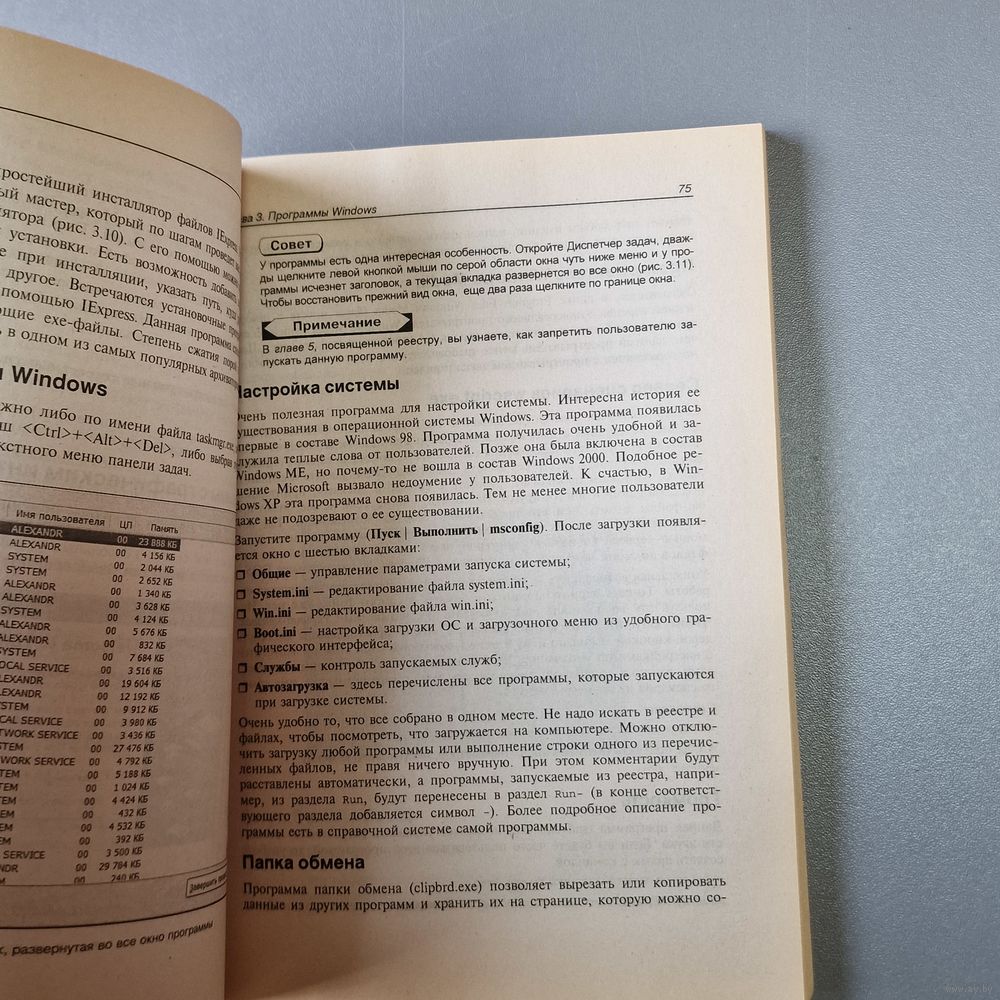 ростейший инсталлятор файлов IExpress
ый мастер, который по шагам проведет
лятора (рис. 3.10). С его помощью можно
установки. Есть возможность добавить
е при инсталляции, указать путь, куда
другое. Встречаются установочные
помощью IExpress. Данная программа
ющие exe-файлы. Степень сжатия
ь в одном из самых популярных
и Windows
жно либо по имени файла taskmgr.exe,
ш <Ctrl>+<Alt>+<Del>, либо выбрав
екстного меню панели задач.
Имя пользователя ЦП Память
ALEXANDR 00 23 888 КБ
ALEXANDR 00 4 156 КБ
SYSTEM 00 2 044 КБ
SYSTEM 00 2 652 КБ
ALEXANDR 00 1 340 КБ
ALEXANDR 00 3 628 КБ
SYSTEM 00 4 124 КБ
ALEXANDR 00 5 676 КБ
ALEXANDR 00 832 КБ
SYSTEM 00 7 684 КБ
LOCAL SERVICE 00 3 516 КБ
LEXANDR 00 19 604 КБ
LEXANDR 00 12 192 КБ
STEM 00 9 912 КБ
CAL SERVICE 00 3 980 КБ
TWORK SERVICE 00 3 436 КБ
STEM 00 27 476 КБ
WORK SERVICE 00 4 792 КБ
TEM 00 5 188 КБ
TEM 00 1 024 КБ
TEM 00 4 424 КБ
EM 00 432 КБ
EM 00 4 532 КБ
EM 00 392 КБ
SERVICE 00 3 500 КБ
NDR 00 29 784 КБ
EM 00 240 КБ
Завершить
к, развернутая во все окно программы
ва 3. Программы Windows 75
Совет
У программы есть одна интересная особенность. Откройте Диспетчер задач, дваж-
ды щелкните левой кнопкой мыши по серой области окна чуть ниже меню и у про-
граммы исчезнет заголовок, а текущая вкладка развернется во все окно (рис. 3.11).
Чтобы восстановить прежний вид окна, еще два раза щелкните по границе окна.
Примечание
В главе 5, посвященной реестру, вы узнаете, как запретить пользователю за-
пускать данную программу.
Настройка системы
Очень полезная программа для настройки системы. Интересна история ее
существования в операционной системы Windows. Эта программа появилась
впервые в составе Windows 98. Программа получилась очень удобной и за-
служила теплые слова от пользователей. Позже она была включена в состав
Windows ME, но почему-то не вошла в состав Windows 2000. Подобное ре-
шение Microsoft вызвало недоумение у пользователей. К счастью, в Win-
dows XP эта программа снова появилась. Тем не менее многие пользователи
даже не подозревают о ее существовании.
Запустите программу (Пуск | Выполнить | msconfig). После загрузки появля-
ется окно с шестью вкладками:
❒ Общие — управление параметрами запуска системы;
❒ System.ini — редактирование файла system.ini;
❒ Win.ini — редактирование файла win.ini;
❒ Boot.ini — настройка загрузки ОС и загрузочного меню из удобного гра-
фического интерфейса;
❒ Службы — контроль запускаемых служб;
❒ Автозагрузка — здесь перечислены все программы, которые запускаются
при загрузке системы.
Очень удобно то, что все собрано в одном месте. Не надо искать в реестре и
файлах, чтобы посмотреть, что загружается на компьютере. Можно отклю-
чить загрузку любой программы или выполнение строки одного из перечис-
ленных файлов, не правя ничего вручную. При этом комментарии будут
расставлены автоматически, а программы, запускаемые из реестра, напри-
мер, из раздела Run, будут перенесены в раздел Run- (в конце соответст-
вующего раздела добавляется символ -). Более подробное описание про-
граммы есть в справочной системе самой программы.
Папка обмена
Программа папки обмена (clipbrd.exe) позволяет вырезать или копировать
данные из других программ и хранить их на странице, которую можно со-
www.ay.by